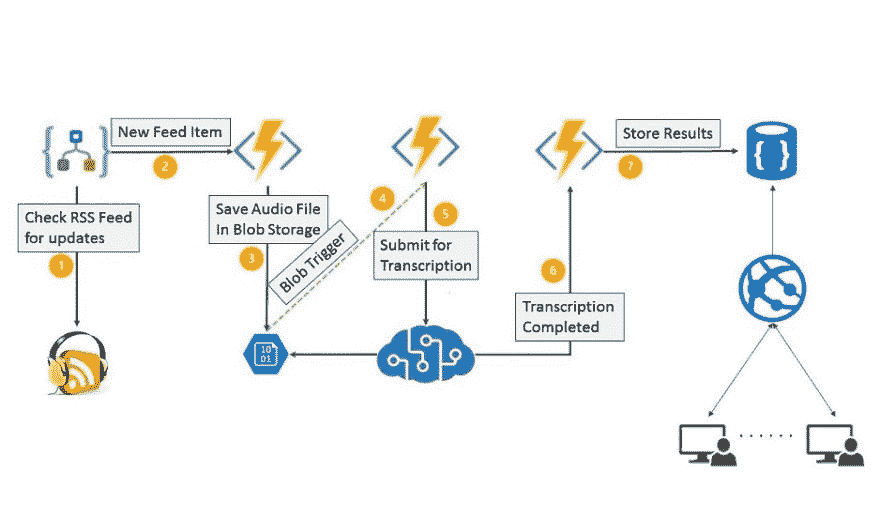 New Feed Item
2
Check RSS Feed
for updates
1
Save Audio File
In Blob Storage
3
Blob Trigger
4
5
Submit for
Transcription
10
01
6
Transcription
Completed
Store Results
7
{ }